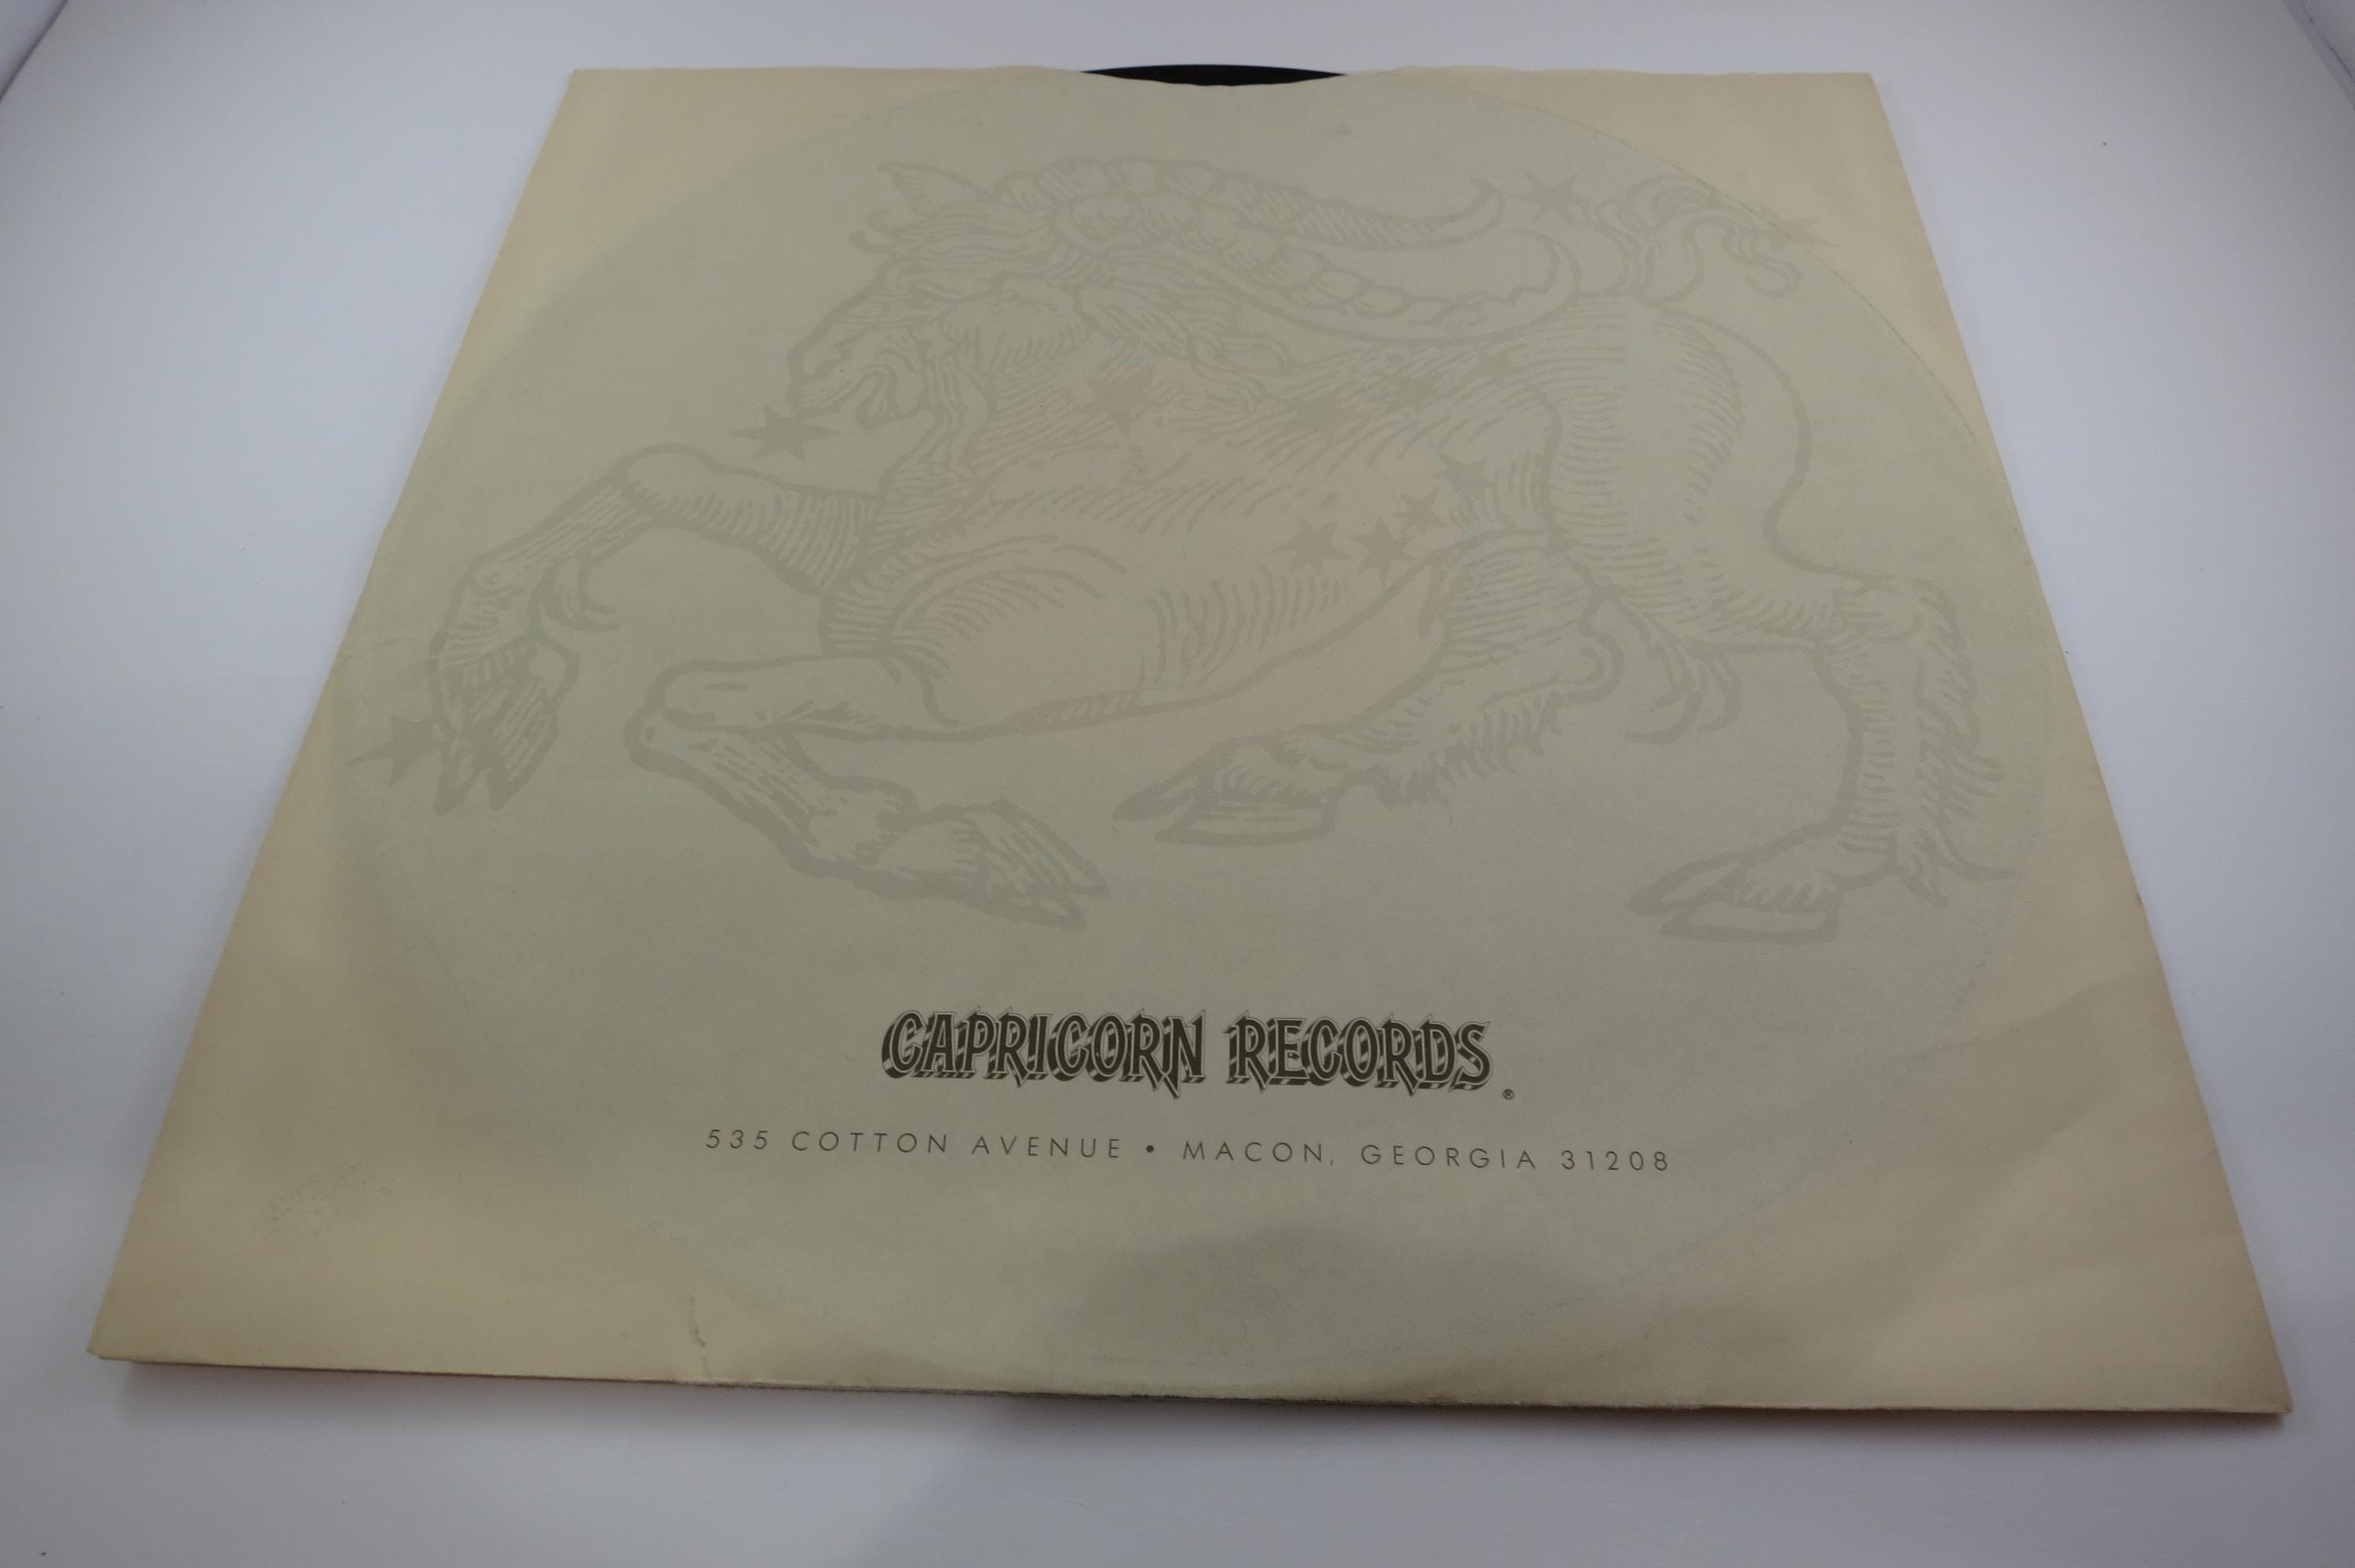 CAPRICORN RECORDS®
535 COTTON AVENUE • MACON, GEORGIA 31208